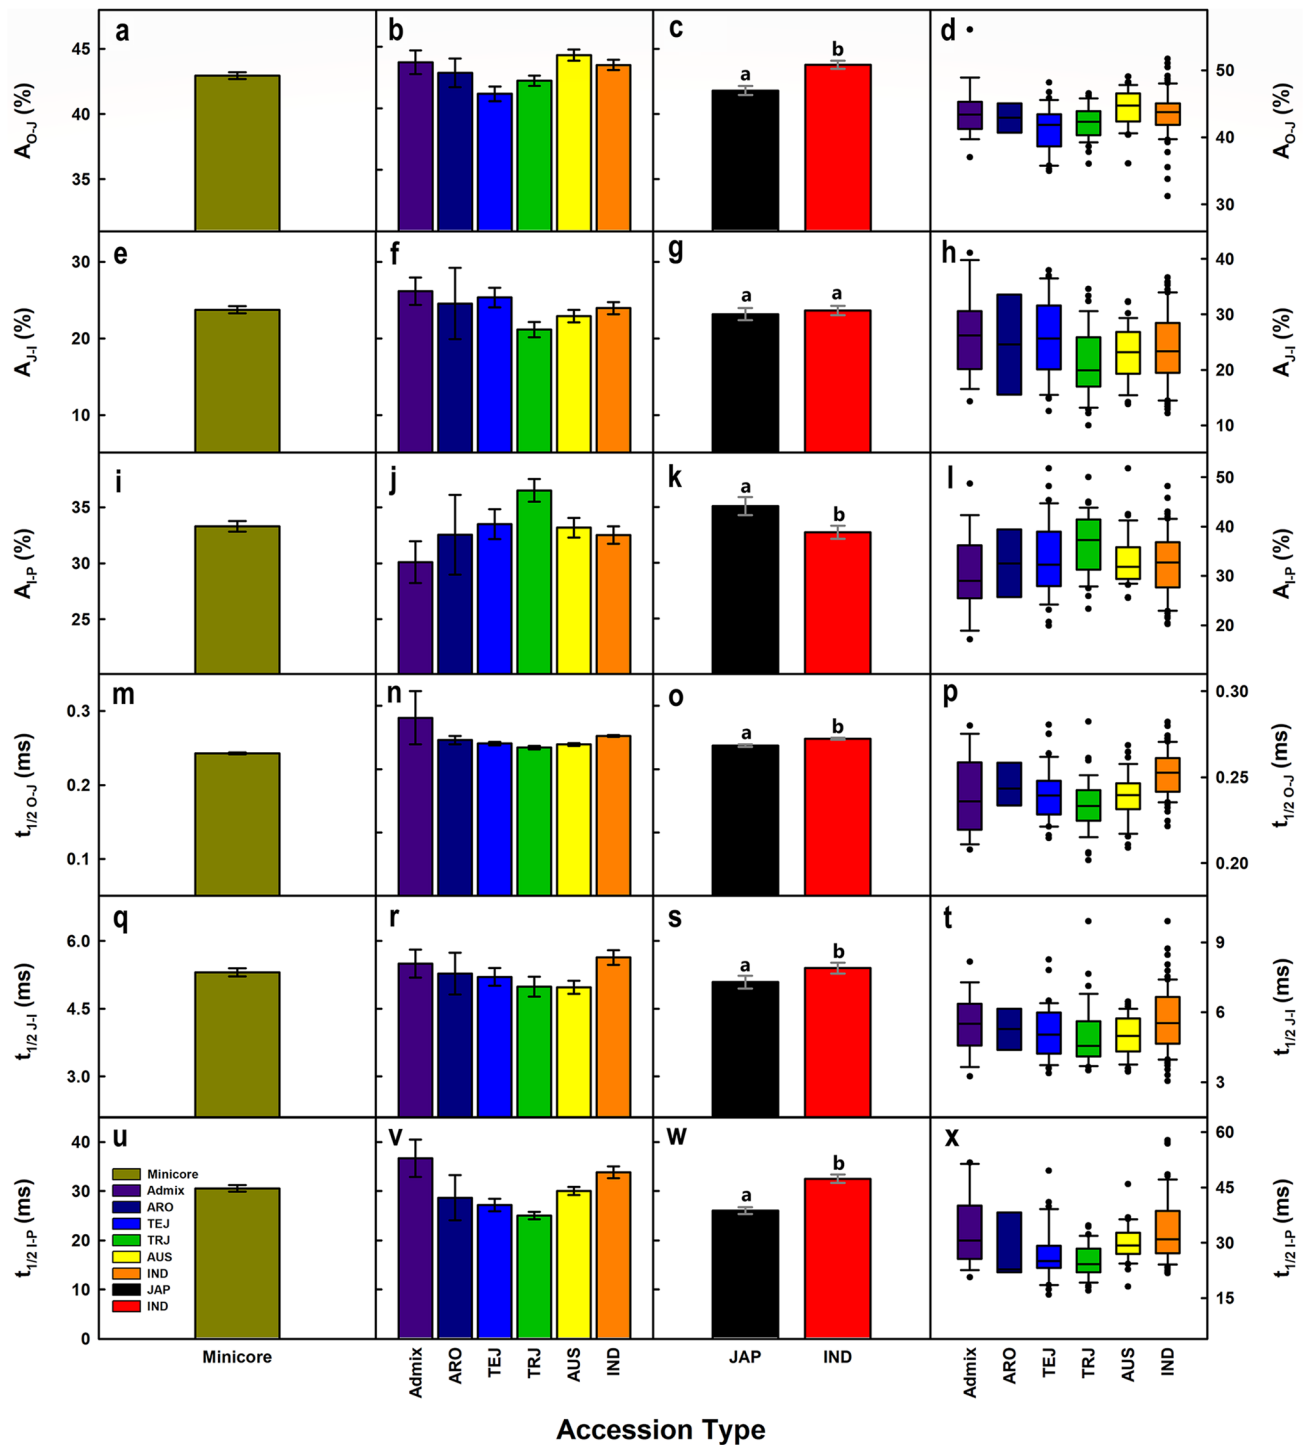 a b c d
45
40
35
A_O-J (%)
a
b
50
40
30
A_O-J (%)
e f g h
30
20
10
A_J-I (%)
a
a
40
30
20
10
A_J-I (%)
i j k l
35
30
25
A_I-P (%)
a
b
50
40
30
20
A_I-P (%)
m n o p
0.3
0.2
0.1
t_1/2 O-J (ms)
a
b
0.30
0.25
0.20
t_1/2 O-J (ms)
q r s t
6.0
4.5
3.0
t_1/2 J-I (ms)
a
b
9
6
3
t_1/2 J-I (ms)
u v w x
40
30
20
10
0
t_1/2 I-P (ms)
Minicore
Admix
ARO
TEJ
TRJ
AUS
IND
JAP
IND
a
b
60
45
30
15
t_1/2 I-P (ms)
Minicore
Admix
ARO
TEJ
TRJ
AUS
IND
JAP IND
Admix
ARO
TEJ
TRJ
AUS
IND
Accession Type